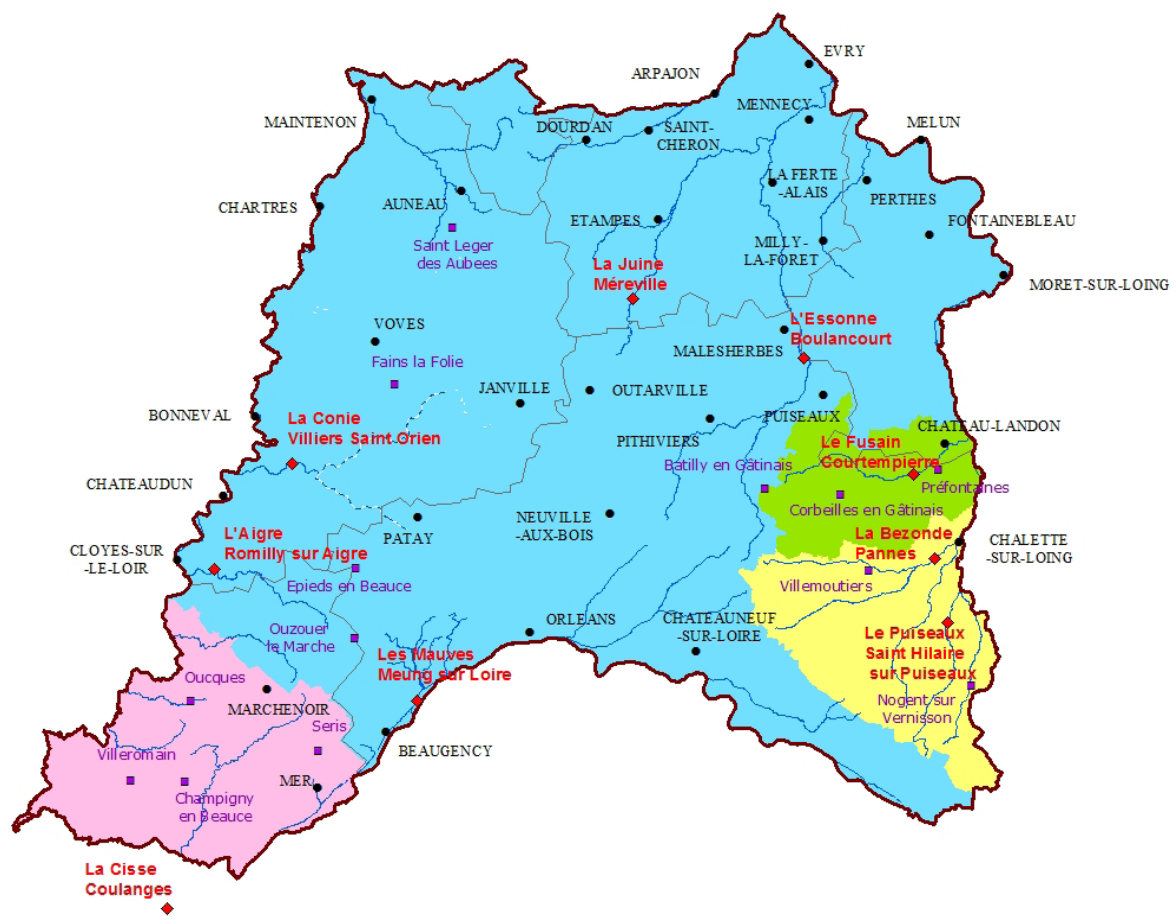 EVRY
ARPAJON
MENNECY
MAINTENON
DOURDAN
SAINT-
CHERON
MELUN
LA FERTE
-ALAIS
AUNEAU
PERTHES
CHARTRES
ETAMPES
FONTAINEBLEAU
Saint Leger
des Aubees
MILLY-
LA-FORET
La Juine
Méreville
MORET-SUR-LOING
VOVES
L'Essonne
Boulancourt
MALESHERBES
Fains la Folie
JANVILLE
OUTARVILLE
BONNEVAL
La Conie
Villiers Saint Orien
PUISEAUX
PITHIVIERS
CHATEAU-LANDON
Le Fusain
Courtempierre
Batilly en Gâtinais
Préfontaines
CHATEAUDUN
Corbeilles en Gâtinais
NEUVILLE
-AUX-BOIS
PATAY
L'Aigre
Romilly sur Aigre
La Bezonde
Pannes
CHALETTE
-SUR-LOING
CLOYES-SUR
-LE-LOIR
Epieds en Beauce
Villemoutiers
ORLEANS
CHATEAUNEUF
-SUR-LOIRE
Ouzouer
le Marche
Le Puiseaux
Saint Hilaire
sur Puiseaux
Les Mauves
Meung sur Loire
Oucques
MARCHENOIR
Nogent sur
Vernisson
Seris
BEAUGENCY
Villeromain
MER
Champigny
en Beauce
La Cisse
Coulanges